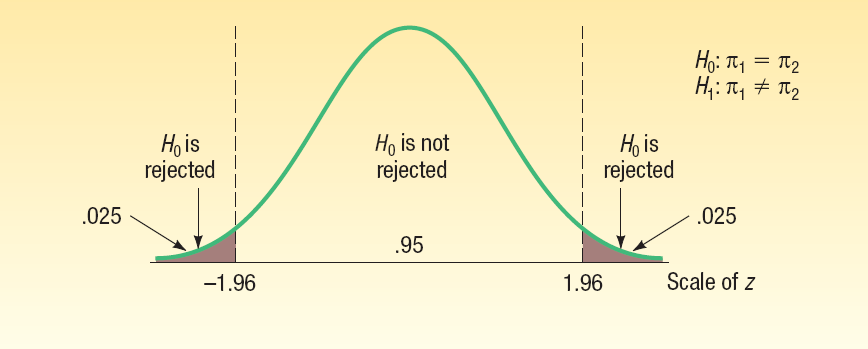 H₀: π₁ = π₂
H₁: π₁ ≠ π₂
H₀ is
rejected
H₀ is not
rejected
H₀ is
rejected
.025
.95
.025
–1.96
1.96
Scale of z